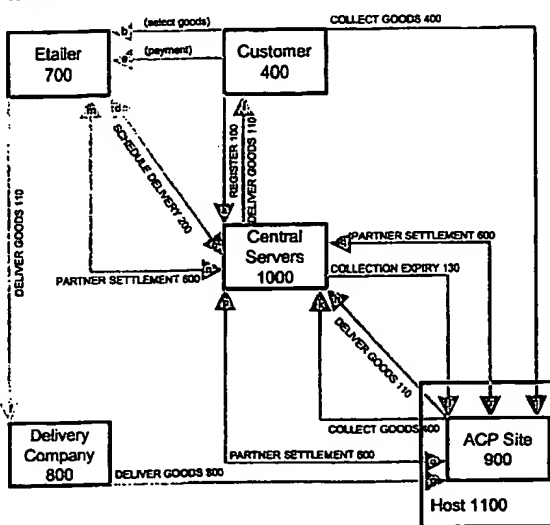 COLLECT GOODS 400
(select goods)
b
Etailer
700
(payment)
e
Customer
400
SCHEDULE DELIVERY 200
REGISTER 100
DELIVER GOODS 110
DELIVER GOODS 110
Central
Servers
1000
PARTNER SETTLEMENT 600
COLLECTION EXPIRY 130
PARTNER SETTLEMENT 600
DELIVER GOODS 110
COLLECT GOODS 400
ACP Site
900
Delivery
Company
800
PARTNER SETTLEMENT 600
DELIVER GOODS 800
Host 1100